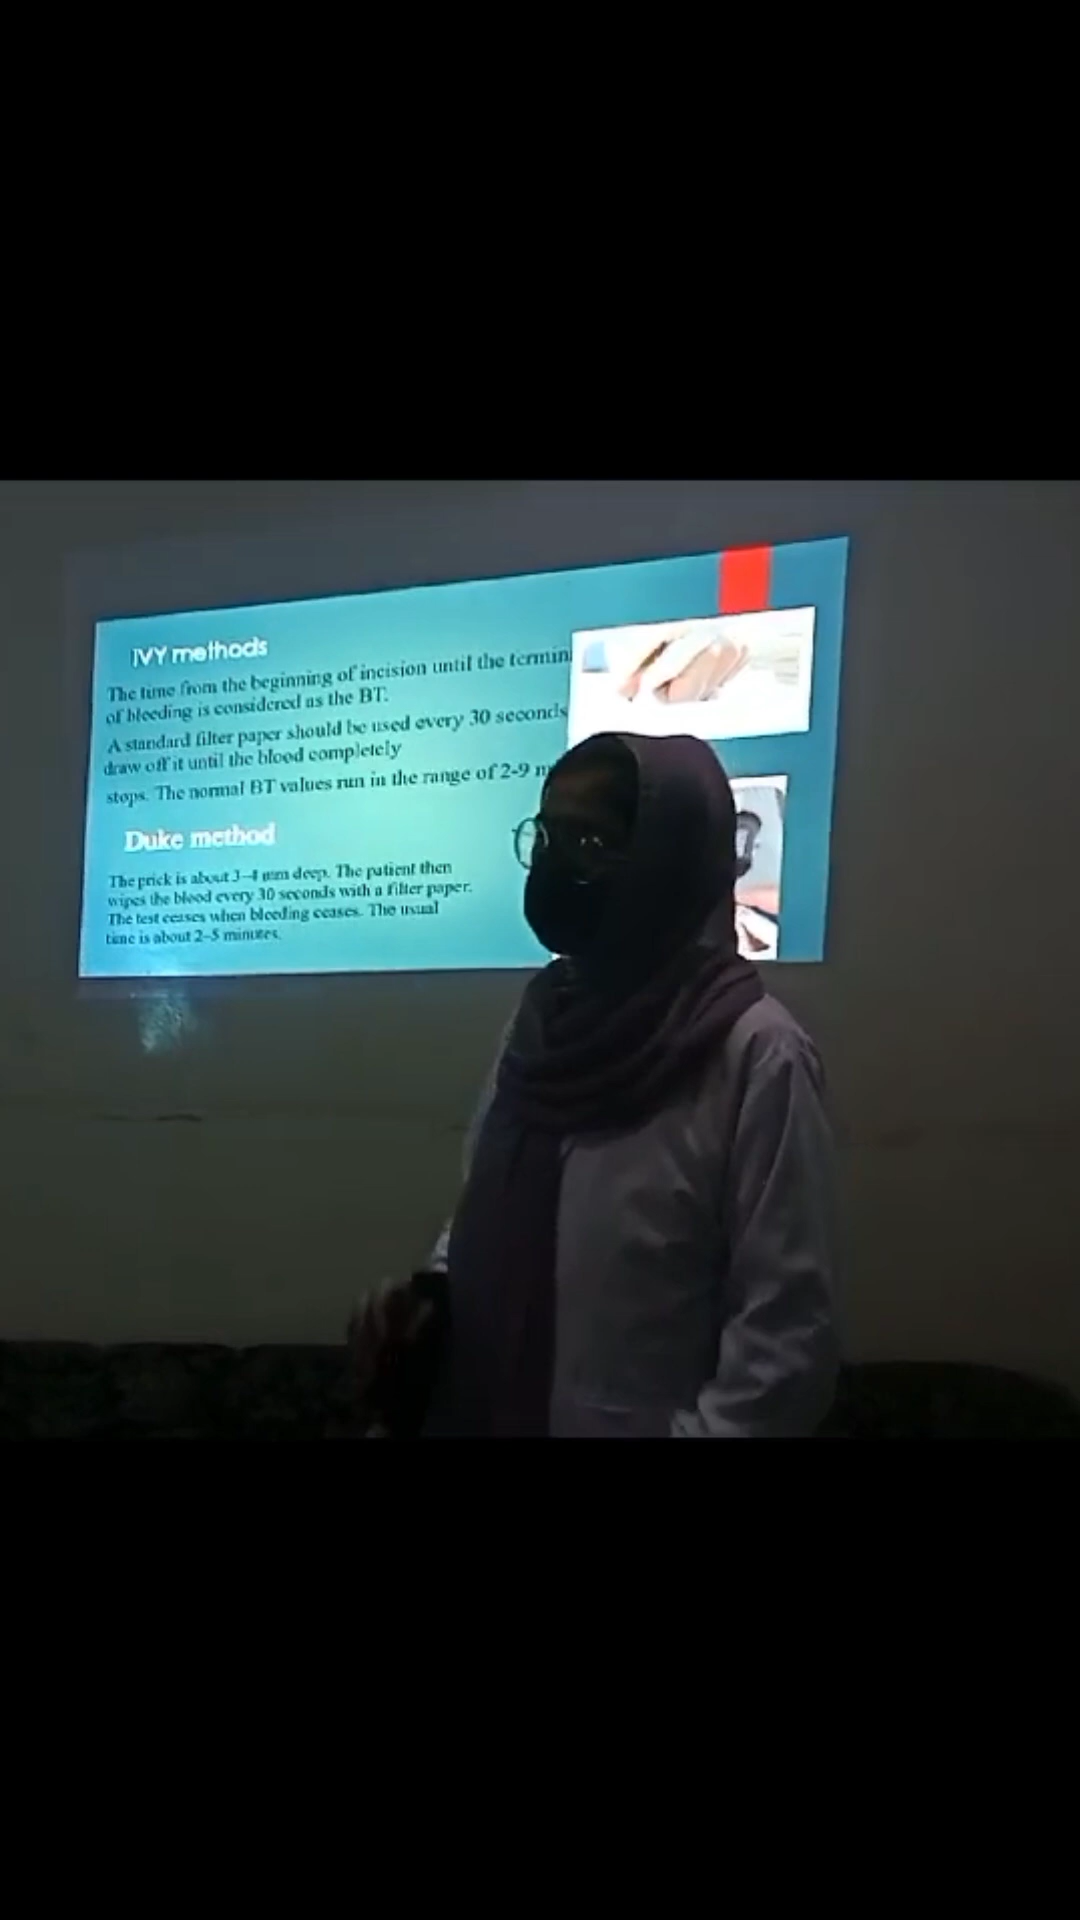 IVY methods
The time from the beginning of incision until the termin
of bleeding is considered as the BT.
A standard filter paper should be used every 30 seconds
draw off it until the blood completely
stops. The normal BT values run in the range of 2-9 m
Duke method
The prick is about 3–4 mm deep. The patient then
wipes the blood every 30 seconds with a filter paper.
The test ceases when bleeding ceases. The usual
time is about 2–5 minutes.